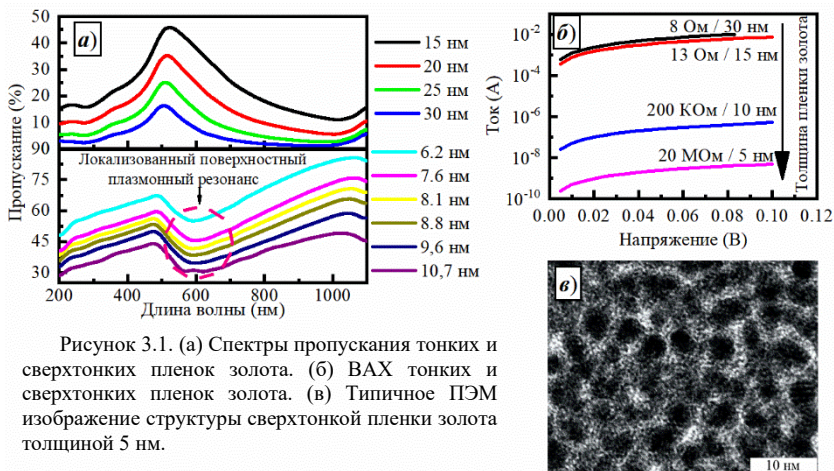 а)
50
40
30
20
10
90
75
60
45
30
Пропускание (%)
200
400
600
800
1000
Длина волны (нм)
Локализованный поверхностный
плазмонный резонанс
15 нм
20 нм
25 нм
30 нм
6.2 нм
7.6 нм
8.1 нм
8.8 нм
9,6 нм
10,7 нм
б)
10-2
10-4
10-6
10-8
10-10
Ток (А)
8 Ом / 30 нм
13 Ом / 15 нм
200 КОм / 10 нм
20 МОм / 5 нм
Толщина пленки золота
0.00
0.02
0.04
0.06
0.08
0.10
0.12
Напряжение (В)
в)
10 нм
Рисунок 3.1. (а) Спектры пропускания тонких и
сверхтонких пленок золота. (б) ВАХ тонких и
сверхтонких пленок золота. (в) Типичное ПЭМ
изображение структуры сверхтонкой пленки золота
толщиной 5 нм.